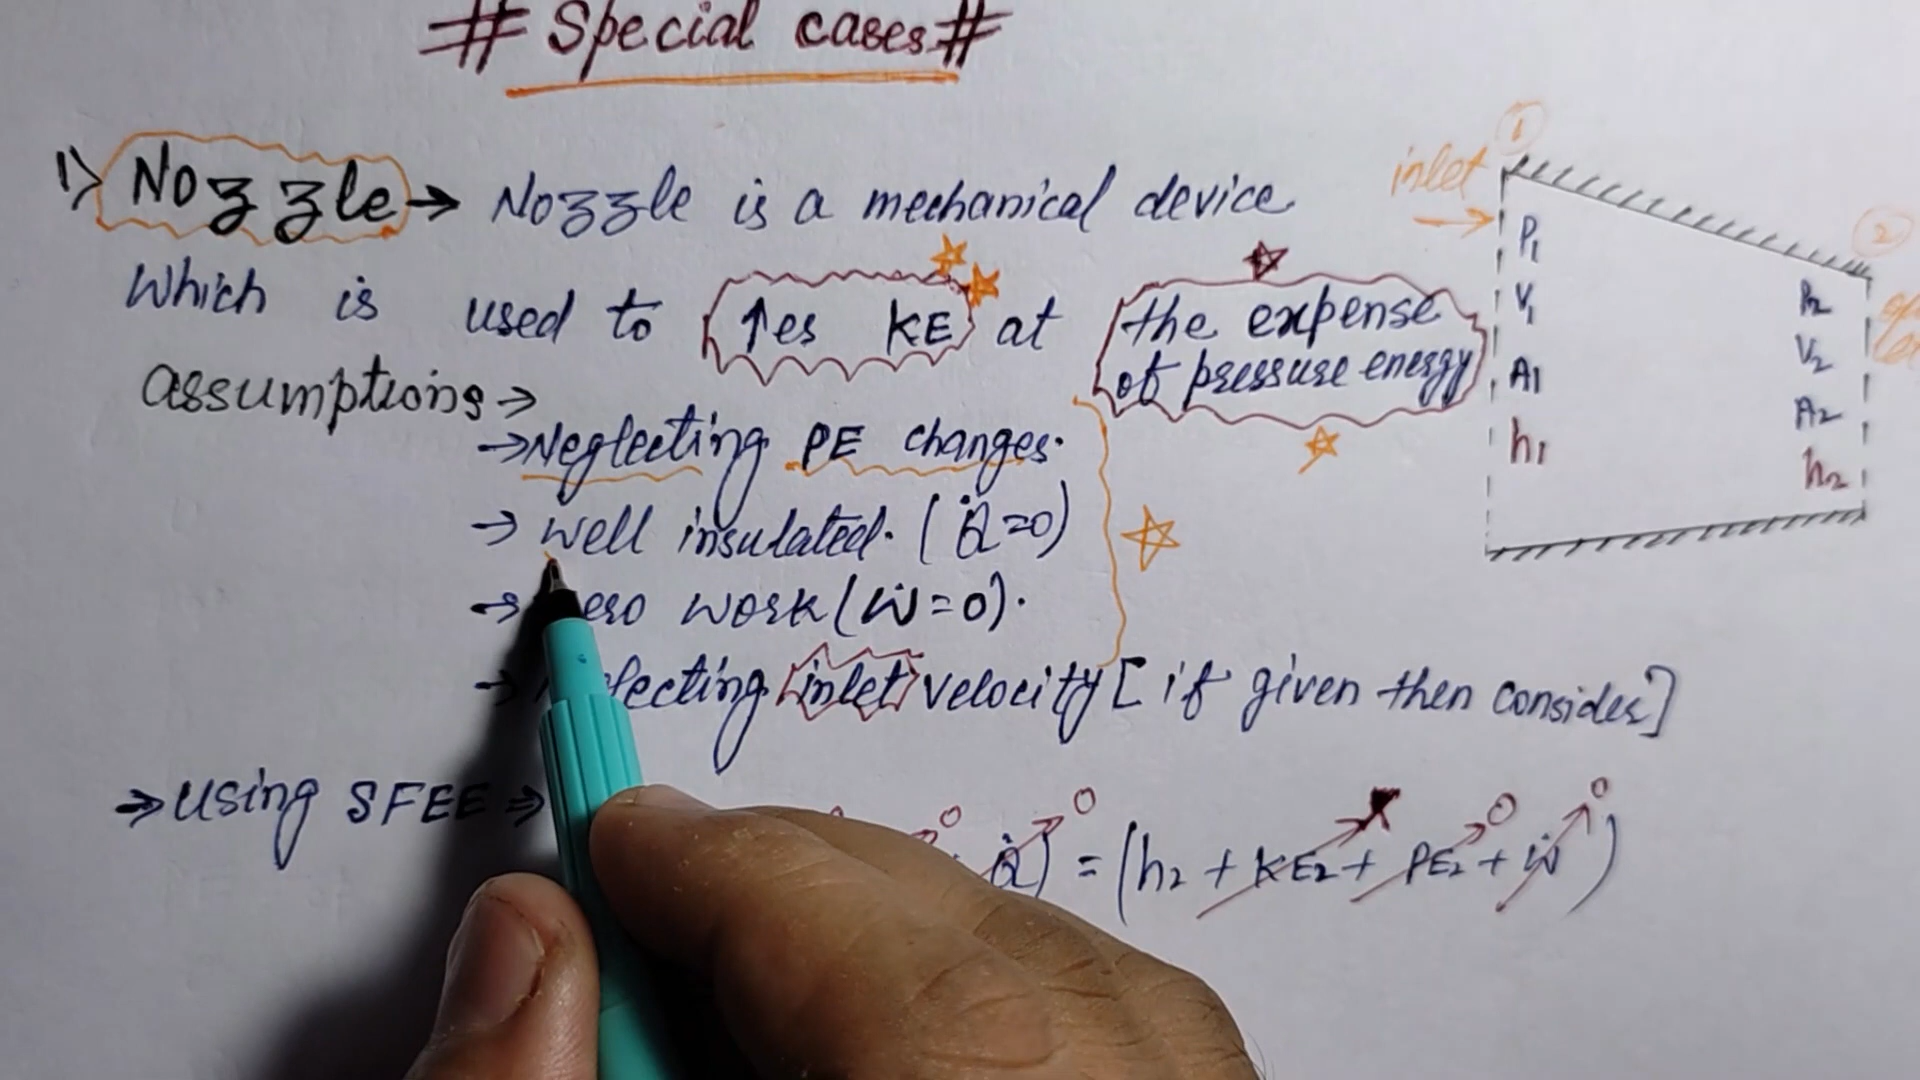 # Special cases #
1) Nozzle → Nozzle is a mechanical device
Which is used to ↑es KE at the expense
of pressure energy
assumptions →
→ Neglecting PE changes.
→ well insulated. (Q̇=0)
→ zero work (Ẇ=0).
→ velocity [if given then consider]
inlet
⇒ Using SFEE ⇒
Q̇) = (h2 + KE2 + PE2 + Ẇ)
0
0
0
0
inlet
1
P1
V1
A1
h1
2
P2
V2
A2
h2